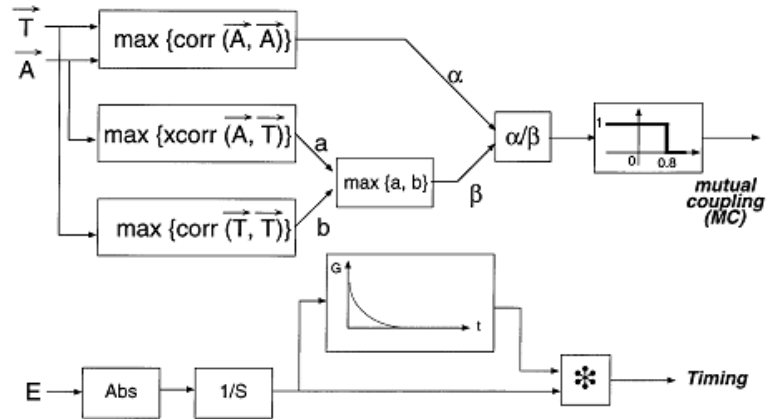 T
A
max {corr (A, A)}
α
max {xcorr (A, T)}
a
max {a, b}
β
α/β
1
0
0.8
mutual
coupling
(MC)
max {corr (T, T)}
b
G
t
E
Abs
1/S
*
Timing